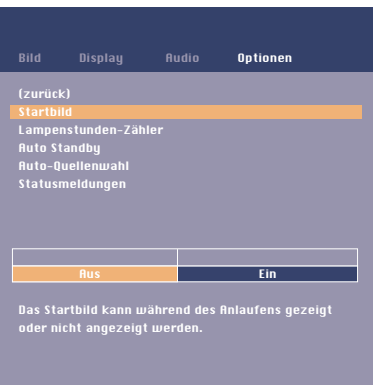 Bild Display Audio Optionen
(zurück)
Startbild
Lampenstunden-Zähler
Auto Standby
Auto-Quellenwahl
Statusmeldungen
Aus Ein
Das Startbild kann während des Anlaufens gezeigt
oder nicht angezeigt werden.